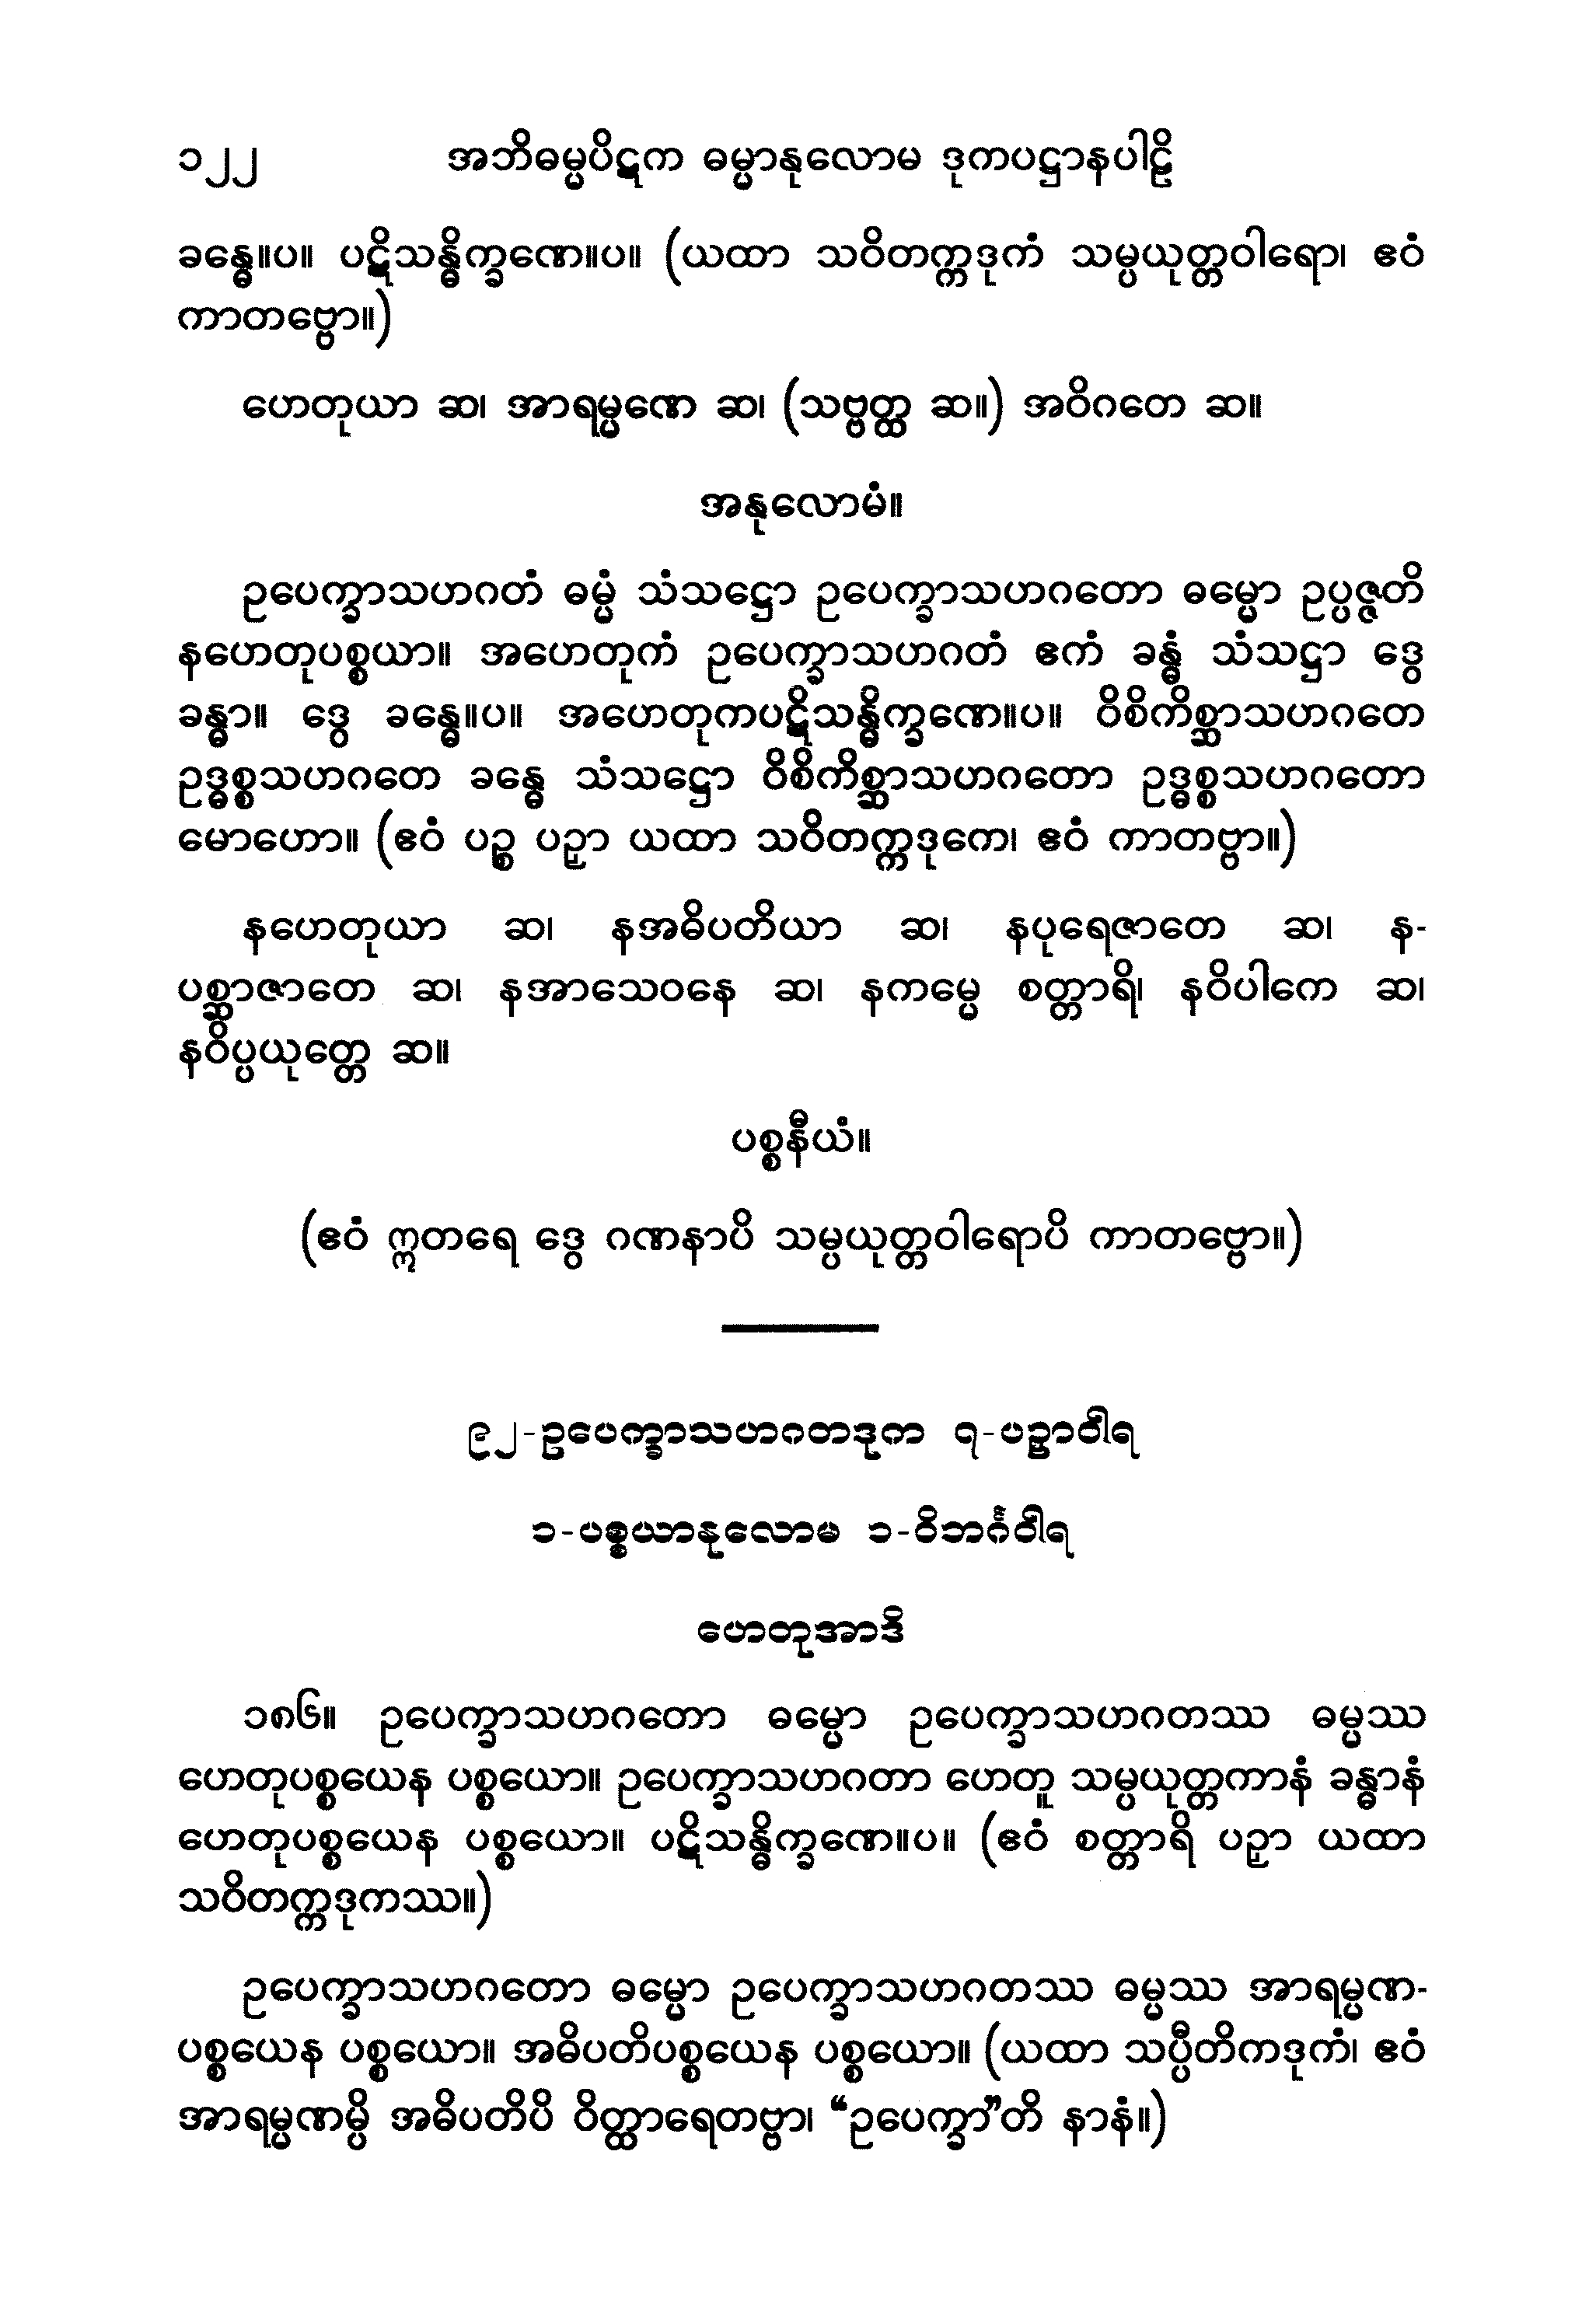 ၁၂၂ အဘိဓမ္မပိဋက ဓမ္မာနုလောမ ဒုကပဋ္ဌာနပါဠိ
ခန္ဓေ။ပ။ ပဋိသန္ဓိက္ခဏေ။ပ။ (ယထာ သဝိတက္ကဒုကံ သမ္ပယုတ္တဝါရော၊ ဧဝံ
ကာတဗ္ဗော။)
ဟေတုယာ ဆ၊ အာရမ္မဏေ ဆ၊ (သဗ္ဗတ္ထ ဆ။) အဝိဂတေ ဆ။
အနုလောမံ။
ဥပေက္ခာသဟဂတံ ဓမ္မံ သံသဋ္ဌော ဥပေက္ခာသဟဂတော ဓမ္မော ဥပ္ပဇ္ဇတိ
နဟေတုပစ္စယာ။ အဟေတုကံ ဥပေက္ခာသဟဂတံ ဧကံ ခန္ဓံ သံသဋ္ဌာ ဒွေ
ခန္ဓာ။ ဒွေ ခန္ဓေ။ပ။ အဟေတုကပဋိသန္ဓိက္ခဏေ။ပ။ ဝိစိကိစ္ဆာသဟဂတေ
ဥဒ္ဓစ္စသဟဂတေ ခန္ဓေ သံသဋ္ဌော ဝိစိကိစ္ဆာသဟဂတော ဥဒ္ဓစ္စသဟဂတော
မောဟော။ (ဧဝံ ပဉ္စ ပဉှာ ယထာ သဝိတက္ကဒုကေ၊ ဧဝံ ကာတဗ္ဗာ။)
နဟေတုယာ ဆ၊ နအဓိပတိယာ ဆ၊ နပုရေဇာတေ ဆ၊ န-
ပစ္ဆာဇာတေ ဆ၊ နအာသေဝနေ ဆ၊ နကမ္မေ စတ္တာရိ၊ နဝိပါကေ ဆ၊
နဝိပ္ပယုတ္တေ ဆ။
ပစ္စနီယံ။
(ဧဝံ ဣတရေ ဒွေ ဂဏနာပိ သမ္ပယုတ္တဝါရောပိ ကာတဗ္ဗော။)
၉၂-ဥပေက္ခာသဟဂတဒုက ၇-ပဉှာဝါရ
၁-ပစ္စယာနုလောမ ၁-ဝိဘင်္ဂဝါရ
ဟေတုအာဒိ
၁၈၆။ ဥပေက္ခာသဟဂတော ဓမ္မော ဥပေက္ခာသဟဂတဿ ဓမ္မဿ
ဟေတုပစ္စယေန ပစ္စယော။ ဥပေက္ခာသဟဂတာ ဟေတူ သမ္ပယုတ္တကာနံ ခန္ဓာနံ
ဟေတုပစ္စယေန ပစ္စယော။ ပဋိသန္ဓိက္ခဏေ။ပ။ (ဧဝံ စတ္တာရိ ပဉှာ ယထာ
သဝိတက္ကဒုကဿ။)
ဥပေက္ခာသဟဂတော ဓမ္မော ဥပေက္ခာသဟဂတဿ ဓမ္မဿ အာရမ္မဏ-
ပစ္စယေန ပစ္စယော။ အဓိပတိပစ္စယေန ပစ္စယော။ (ယထာ သပ္ပီတိကဒုကံ၊ ဧဝံ
အာရမ္မဏမ္ပိ အဓိပတိပိ ဝိတ္ထာရေတဗ္ဗာ၊ “ဥပေက္ခာ”တိ နာနံ။)